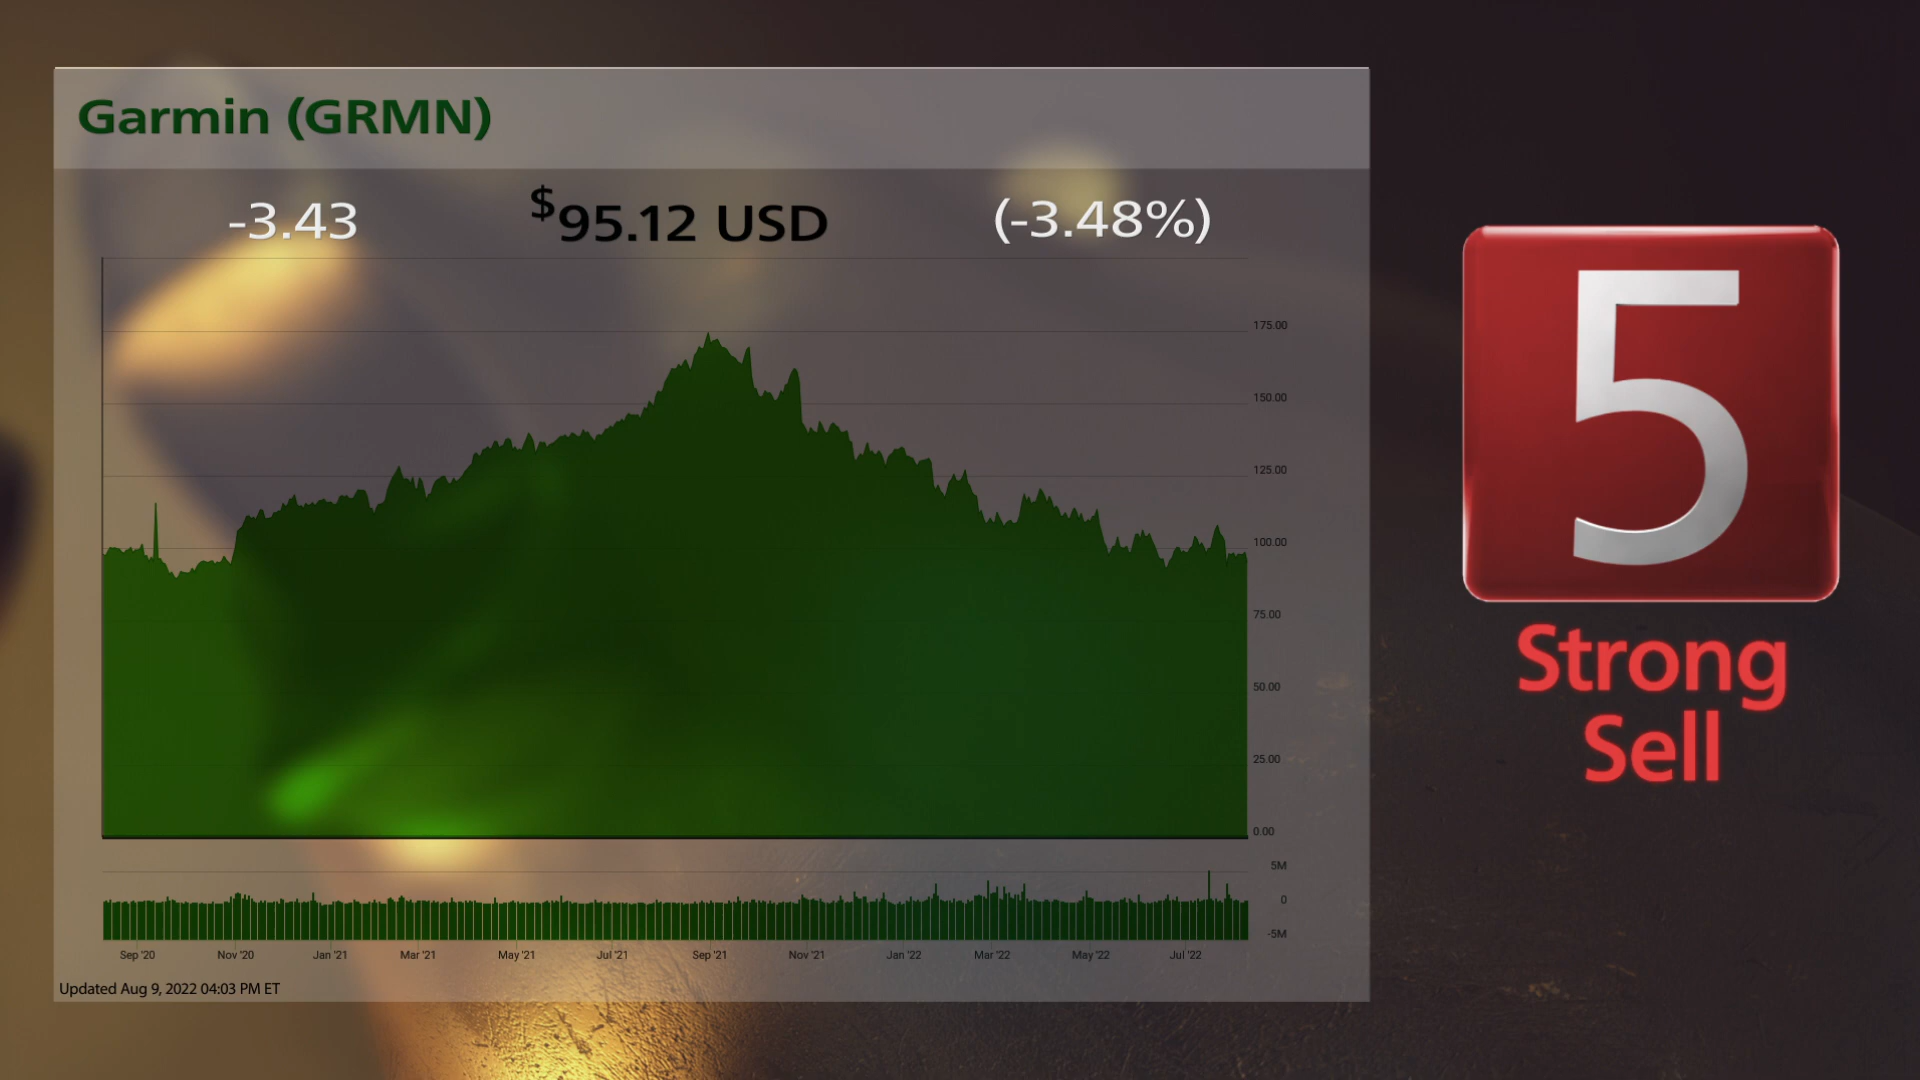 Garmin (GRMN)
-3.43
$95.12 USD
(-3.48%)
175.00
150.00
125.00
100.00
75.00
50.00
25.00
0.00
5M
0
-5M
Sep '20 Nov '20 Jan '21 Mar '21 May '21 Jul '21 Sep '21 Nov '21 Jan '22 Mar '22 May '22 Jul '22
Updated Aug 9, 2022 04:03 PM ET
5
Strong
Sell